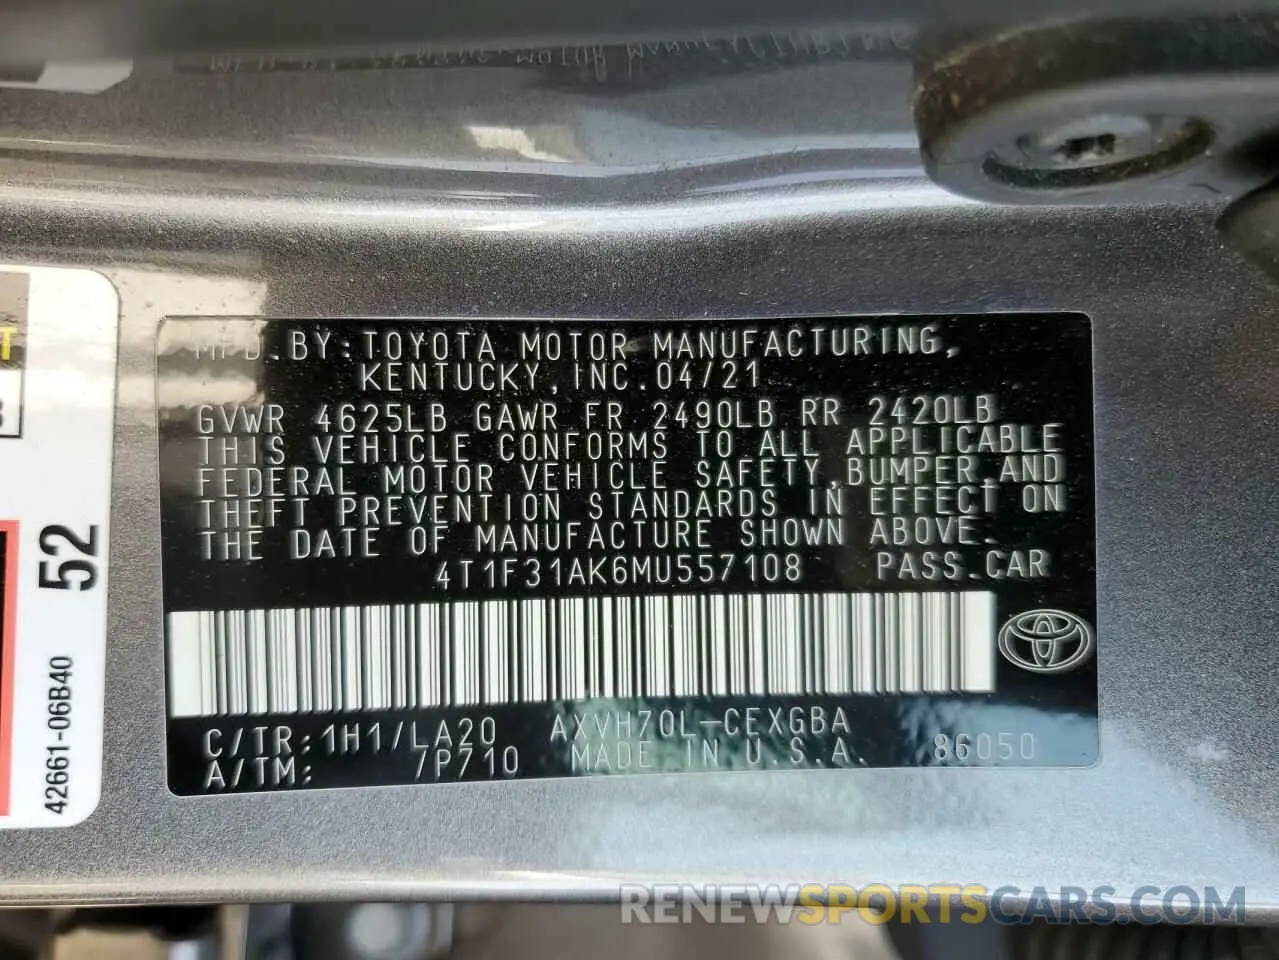 MFD.BY:TOYOTA MOTOR MANUFACTURING,
KENTUCKY,INC.04/21
GVWR 4625LB GAWR FR 2490LB RR 2420LB
THIS VEHICLE CONFORMS TO ALL APPLICABLE
FEDERAL MOTOR VEHICLE SAFETY,BUMPER,AND
THEFT PREVENTION STANDARDS IN EFFECT ON
THE DATE OF MANUFACTURE SHOWN ABOVE.
4T1F31AK6MU557108 PASS.CAR
C/TR:1H1/LA20 AXVH70L-CEXGBA
A/TM: /P710 MADE IN U.S.A. 86050
52
42661-06B40
RENEWSPORTSCARS.COM